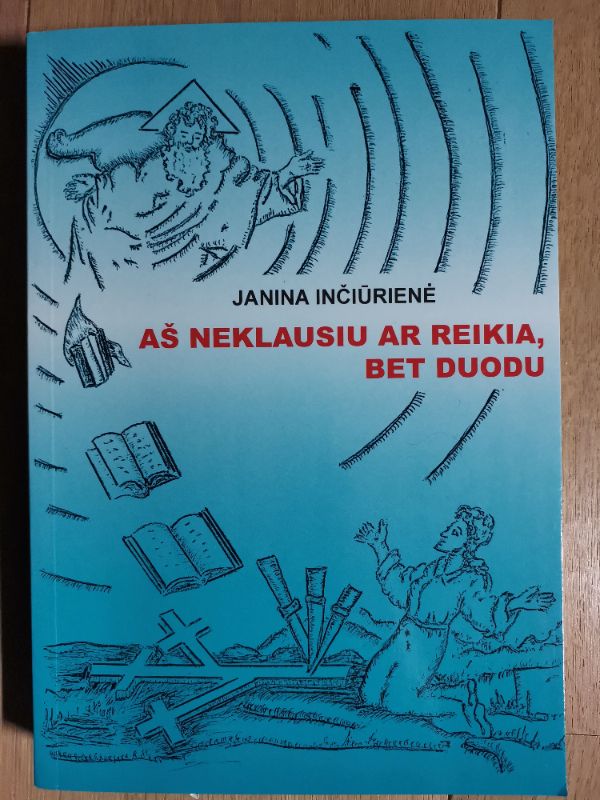 JANINA INČIŪRIENĖ
AŠ NEKLAUSIU AR REIKIA,
BET DUODU